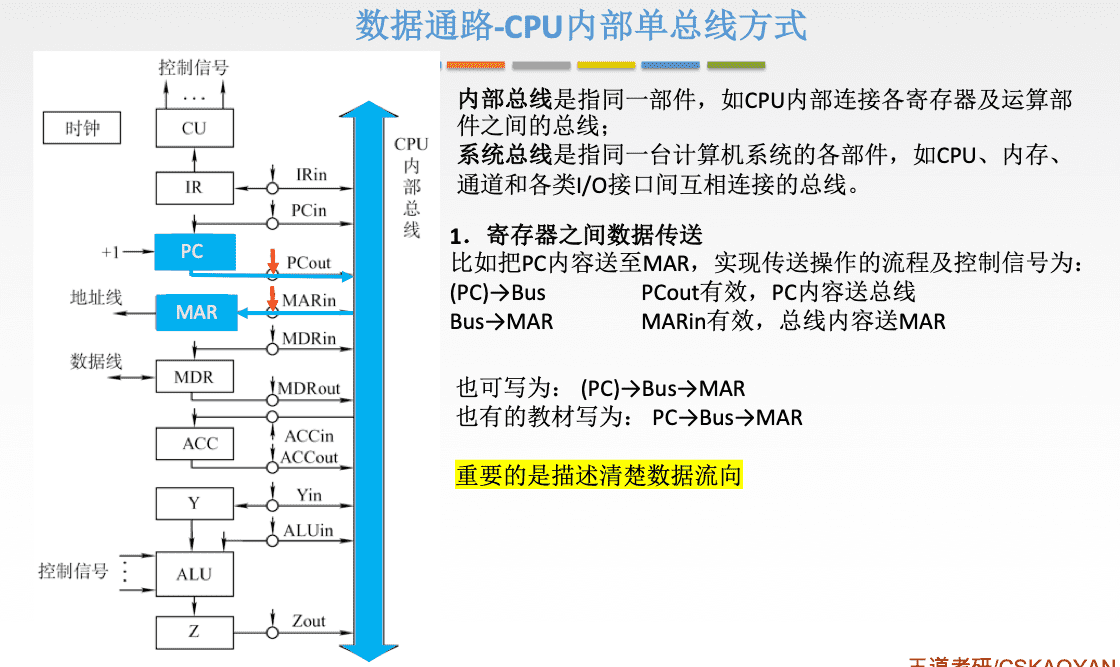 数据通路-CPU内部单总线方式
控制信号
...
时钟
CU
CPU内部总线
IR
IRin
PCin
+1
PC
PCout
地址线
MAR
MARin
MDRin
数据线
MDR
MDRout
ACC
ACCin
ACCout
Y
Yin
ALUin
控制信号
ALU
Z
Zout
内部总线是指同一部件，如CPU内部连接各寄存器及运算部
件之间的总线；
系统总线是指同一台计算机系统的各部件，如CPU、内存、
通道和各类I/O接口间互相连接的总线。
1．寄存器之间数据传送
比如把PC内容送至MAR，实现传送操作的流程及控制信号为：
(PC)→Bus PCout有效，PC内容送总线
Bus→MAR MARin有效，总线内容送MAR
也可写为： (PC)→Bus→MAR
也有的教材写为： PC→Bus→MAR
重要的是描述清楚数据流向
王道考研/CSKAOYAN